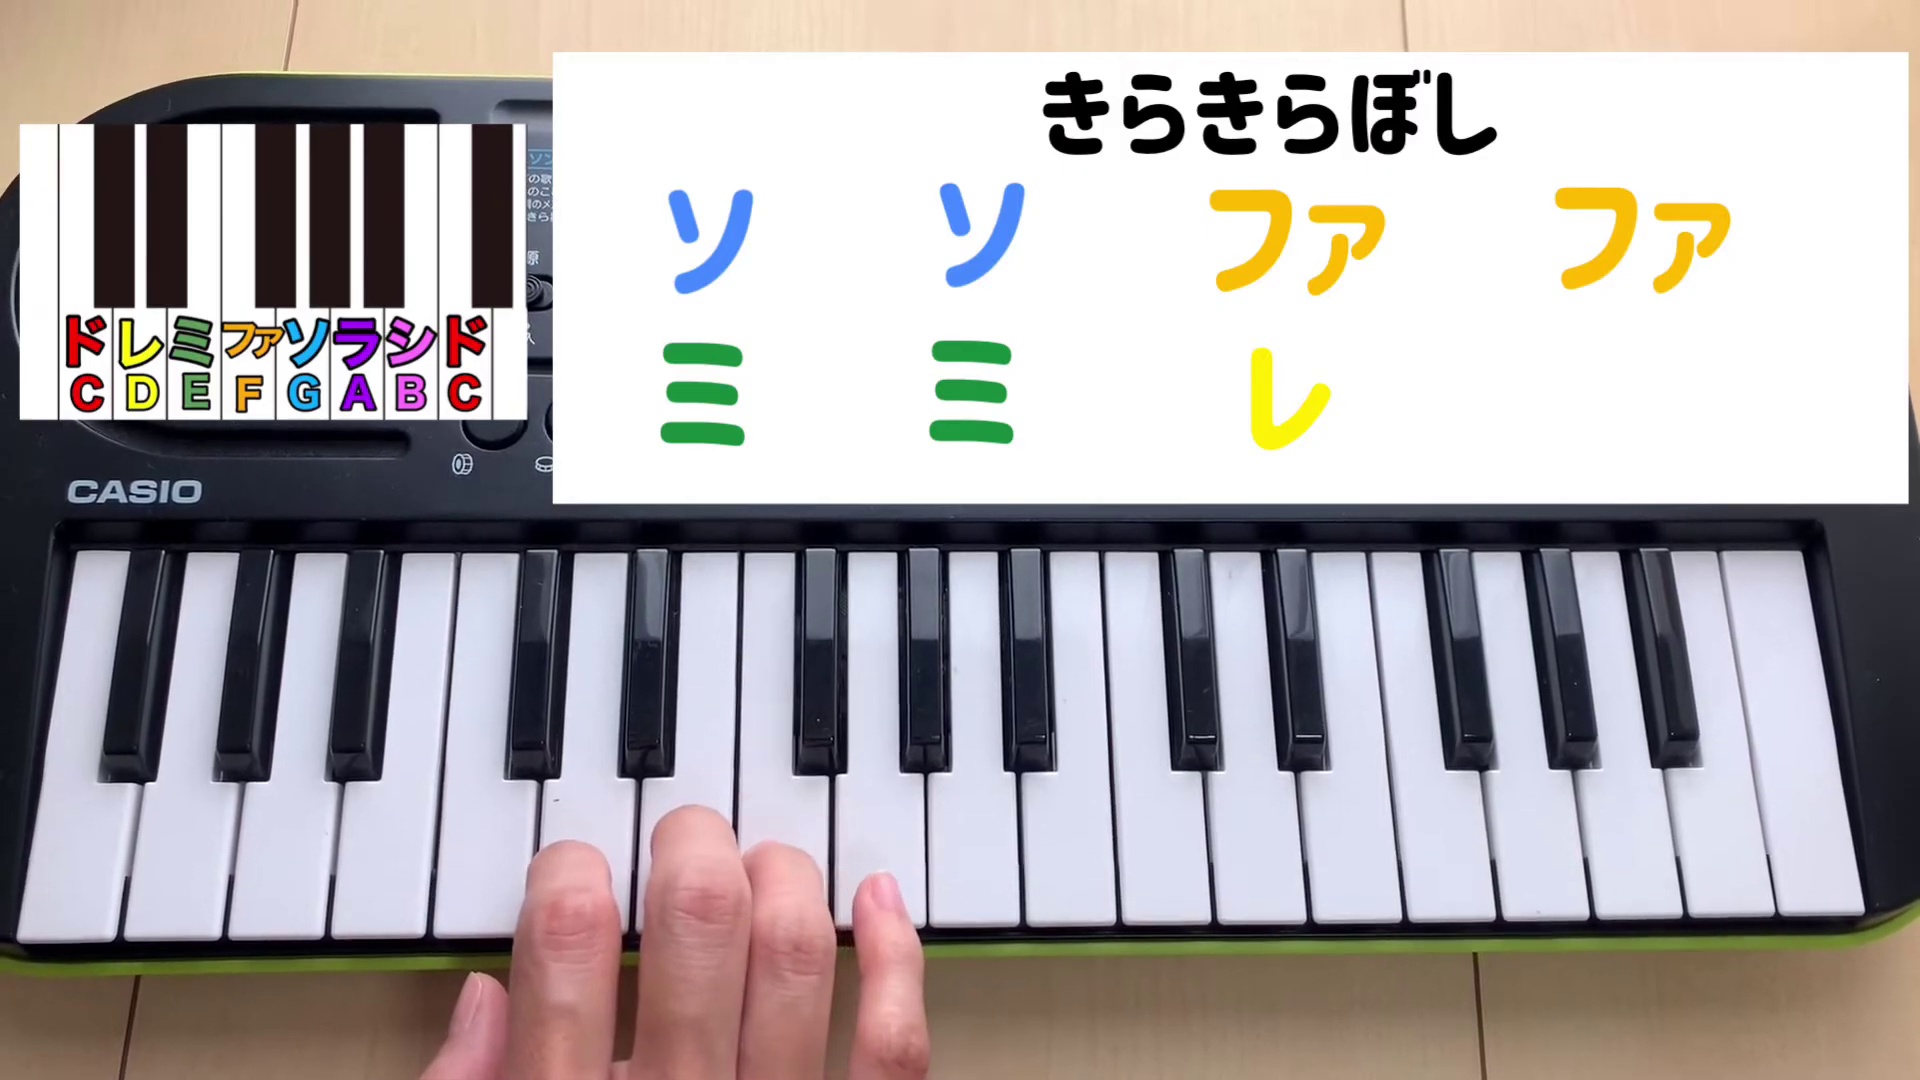 きらきらぼし
ソ ソ ファ ファ
ミ ミ レ
ド レ ミ ファ ソ ラ シ ド
C D E F G A B C
CASIO